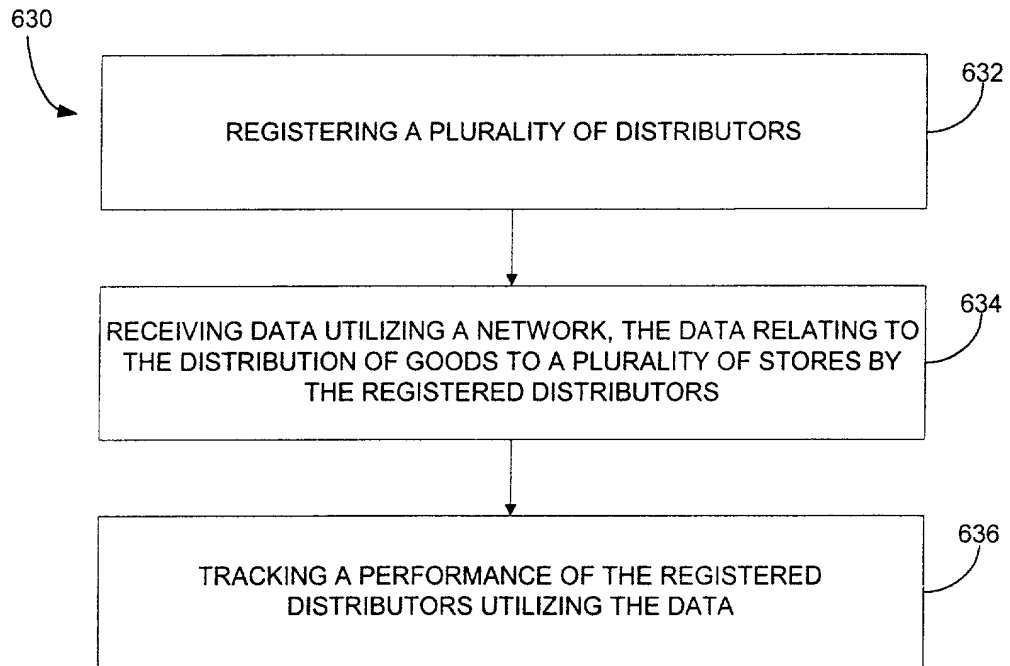 630
632
REGISTERING A PLURALITY OF DISTRIBUTORS
634
RECEIVING DATA UTILIZING A NETWORK, THE DATA RELATING TO
THE DISTRIBUTION OF GOODS TO A PLURALITY OF STORES BY
THE REGISTERED DISTRIBUTORS
636
TRACKING A PERFORMANCE OF THE REGISTERED
DISTRIBUTORS UTILIZING THE DATA